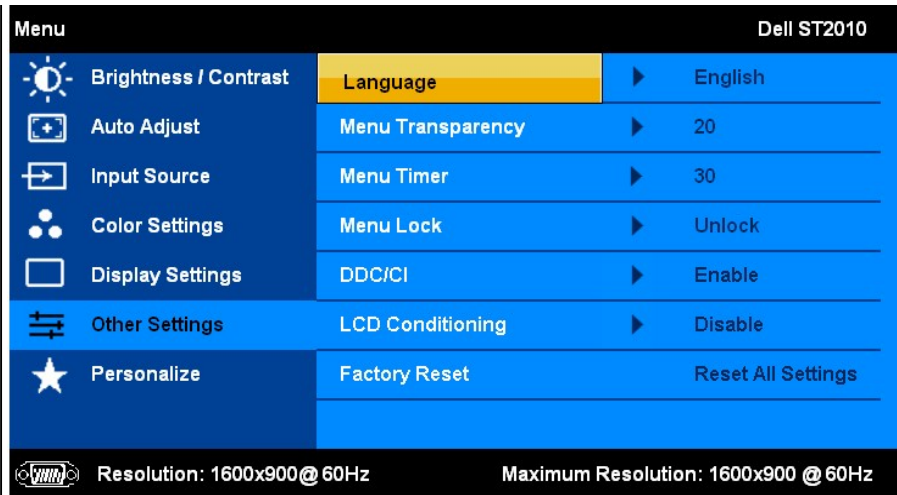 Menu Dell ST2010
Brightness / Contrast Language English
Auto Adjust Menu Transparency 20
Input Source Menu Timer 30
Color Settings Menu Lock Unlock
Display Settings DDC/CI Enable
Other Settings LCD Conditioning Disable
Personalize Factory Reset Reset All Settings
Resolution: 1600x900@60Hz Maximum Resolution: 1600x900 @60Hz